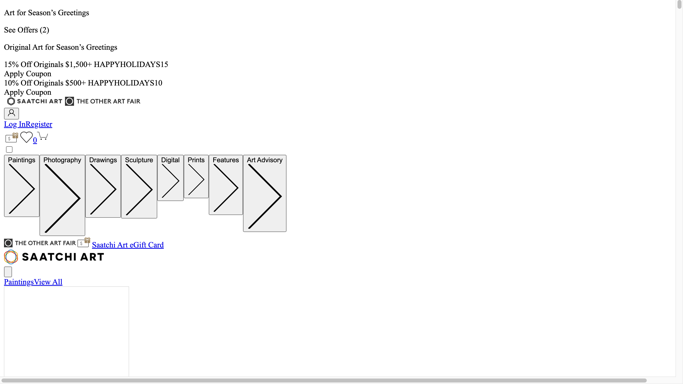 Art for Season's Greetings
See Offers (2)
Original Art for Season's Greetings
15% Off Originals $1,500+ HAPPYHOLIDAYS15
Apply Coupon
10% Off Originals $500+ HAPPYHOLIDAYS10
Apply Coupon
SAATCHI ART THE OTHER ART FAIR
Log InRegister
0
Paintings Photography Drawings Sculpture Digital Prints Features Art Advisory
THE OTHER ART FAIR Saatchi Art eGift Card
SAATCHI ART
PaintingsView All